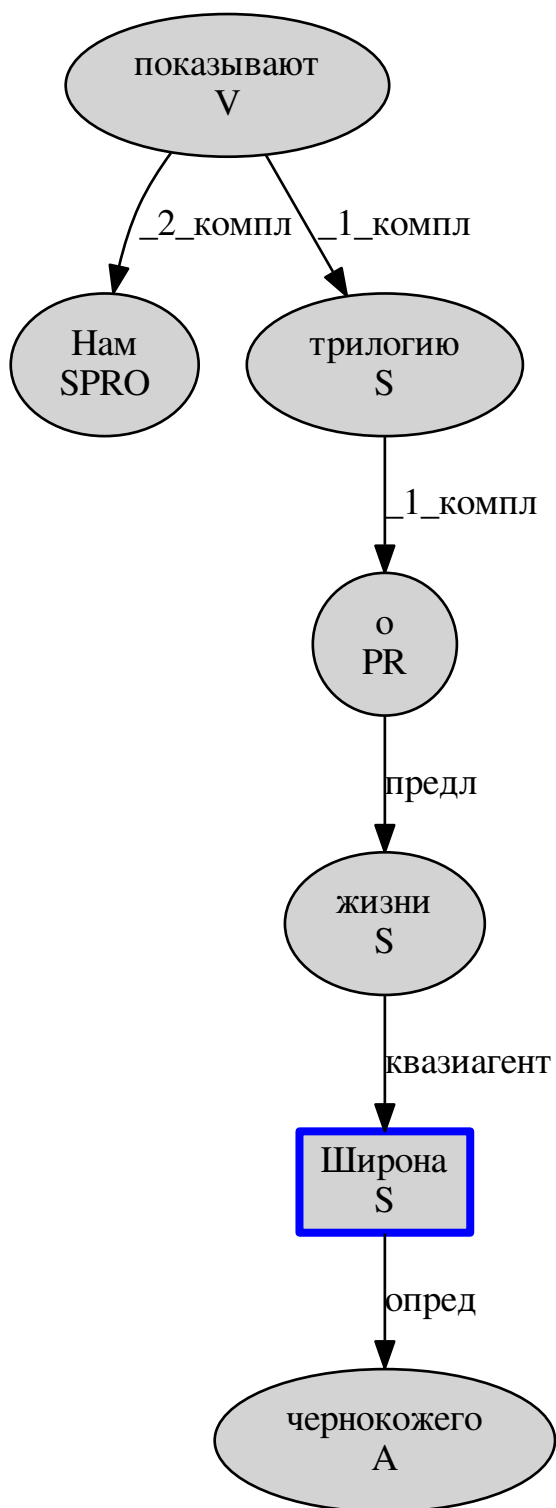 показывают
V
_2_компл
_1_компл
Нам
SPRO
трилогию
S
_1_компл
о
PR
предл
жизни
S
квазиагент
Широна
S
опред
чернокожего
A